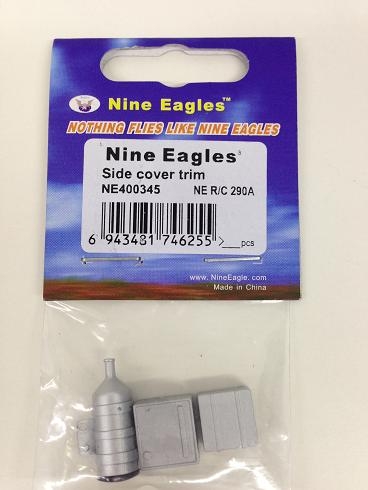 Nine Eagles™
NOTHING FLIES LIKE NINE EAGLES
Nine Eagles®
Side cover trim
NE400345 NE R/C 290A
6 943481 746255 > pcs
www.NineEagle.com
Made in China